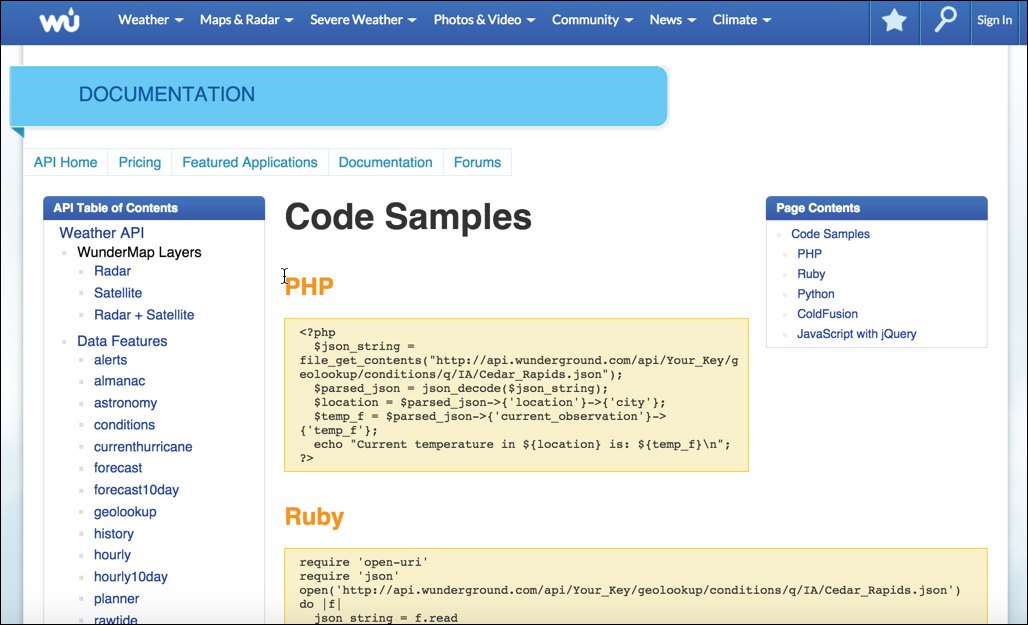 WU
Weather
Maps & Radar
Severe Weather
Photos & Video
Community
News
Climate
Sign In
DOCUMENTATION
API Home
Pricing
Featured Applications
Documentation
Forums
API Table of Contents
Weather API
WunderMap Layers
Radar
Satellite
Radar + Satellite
Data Features
alerts
almanac
astronomy
conditions
currenthurricane
forecast
forecast10day
geolookup
history
hourly
hourly10day
planner
rawtide
Code Samples
PHP
<?php
  $json_string =
file_get_contents("http://api.wunderground.com/api/Your_Key/g
eolookup/conditions/q/IA/Cedar_Rapids.json");
  $parsed_json = json_decode($json_string);
  $location = $parsed_json->{'location'}->{'city'};
  $temp_f = $parsed_json->{'current_observation'}->
{'temp_f'};
  echo "Current temperature in ${location} is: ${temp_f}\n";
?>
Ruby
require 'open-uri'
require 'json'
open('http://api.wunderground.com/api/Your_Key/geolookup/conditions/q/IA/Cedar_Rapids.json')
do |f|
  json_string = f.read
Page Contents
Code Samples
PHP
Ruby
Python
ColdFusion
JavaScript with jQuery